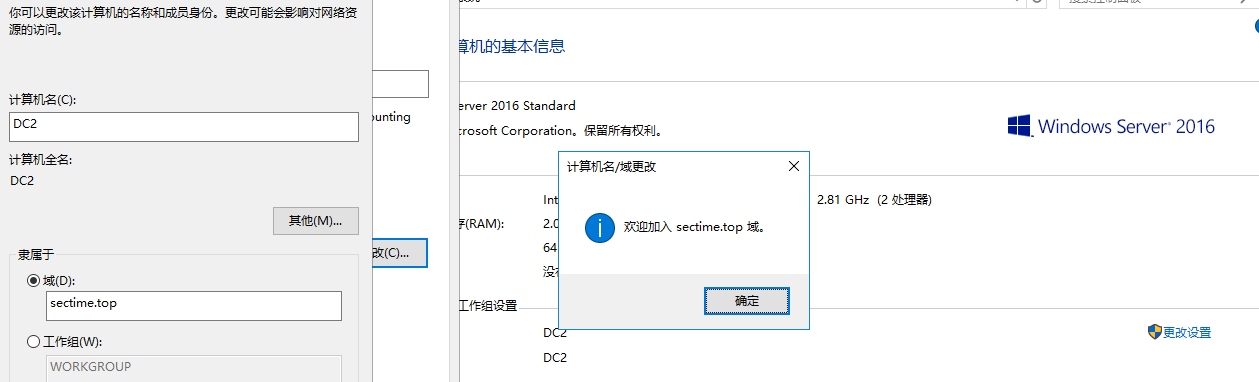 你可以更改该计算机的名称和成员身份。更改可能会影响对网络资
源的访问。
计算机名(C):
DC2
计算机全名:
DC2
其他(M)...
隶属于
域(D):
sectime.top
工作组(W):
WORKGROUP
ounting
改(C)...
算机的基本信息
erver 2016 Standard
crosoft Corporation。保留所有权利。
Windows Server® 2016
Int
2.81 GHz (2 处理器)
存(RAM):
2.0
64
没
计算机名/域更改
欢迎加入 sectime.top 域。
确定
工作组设置
DC2
DC2
更改设置